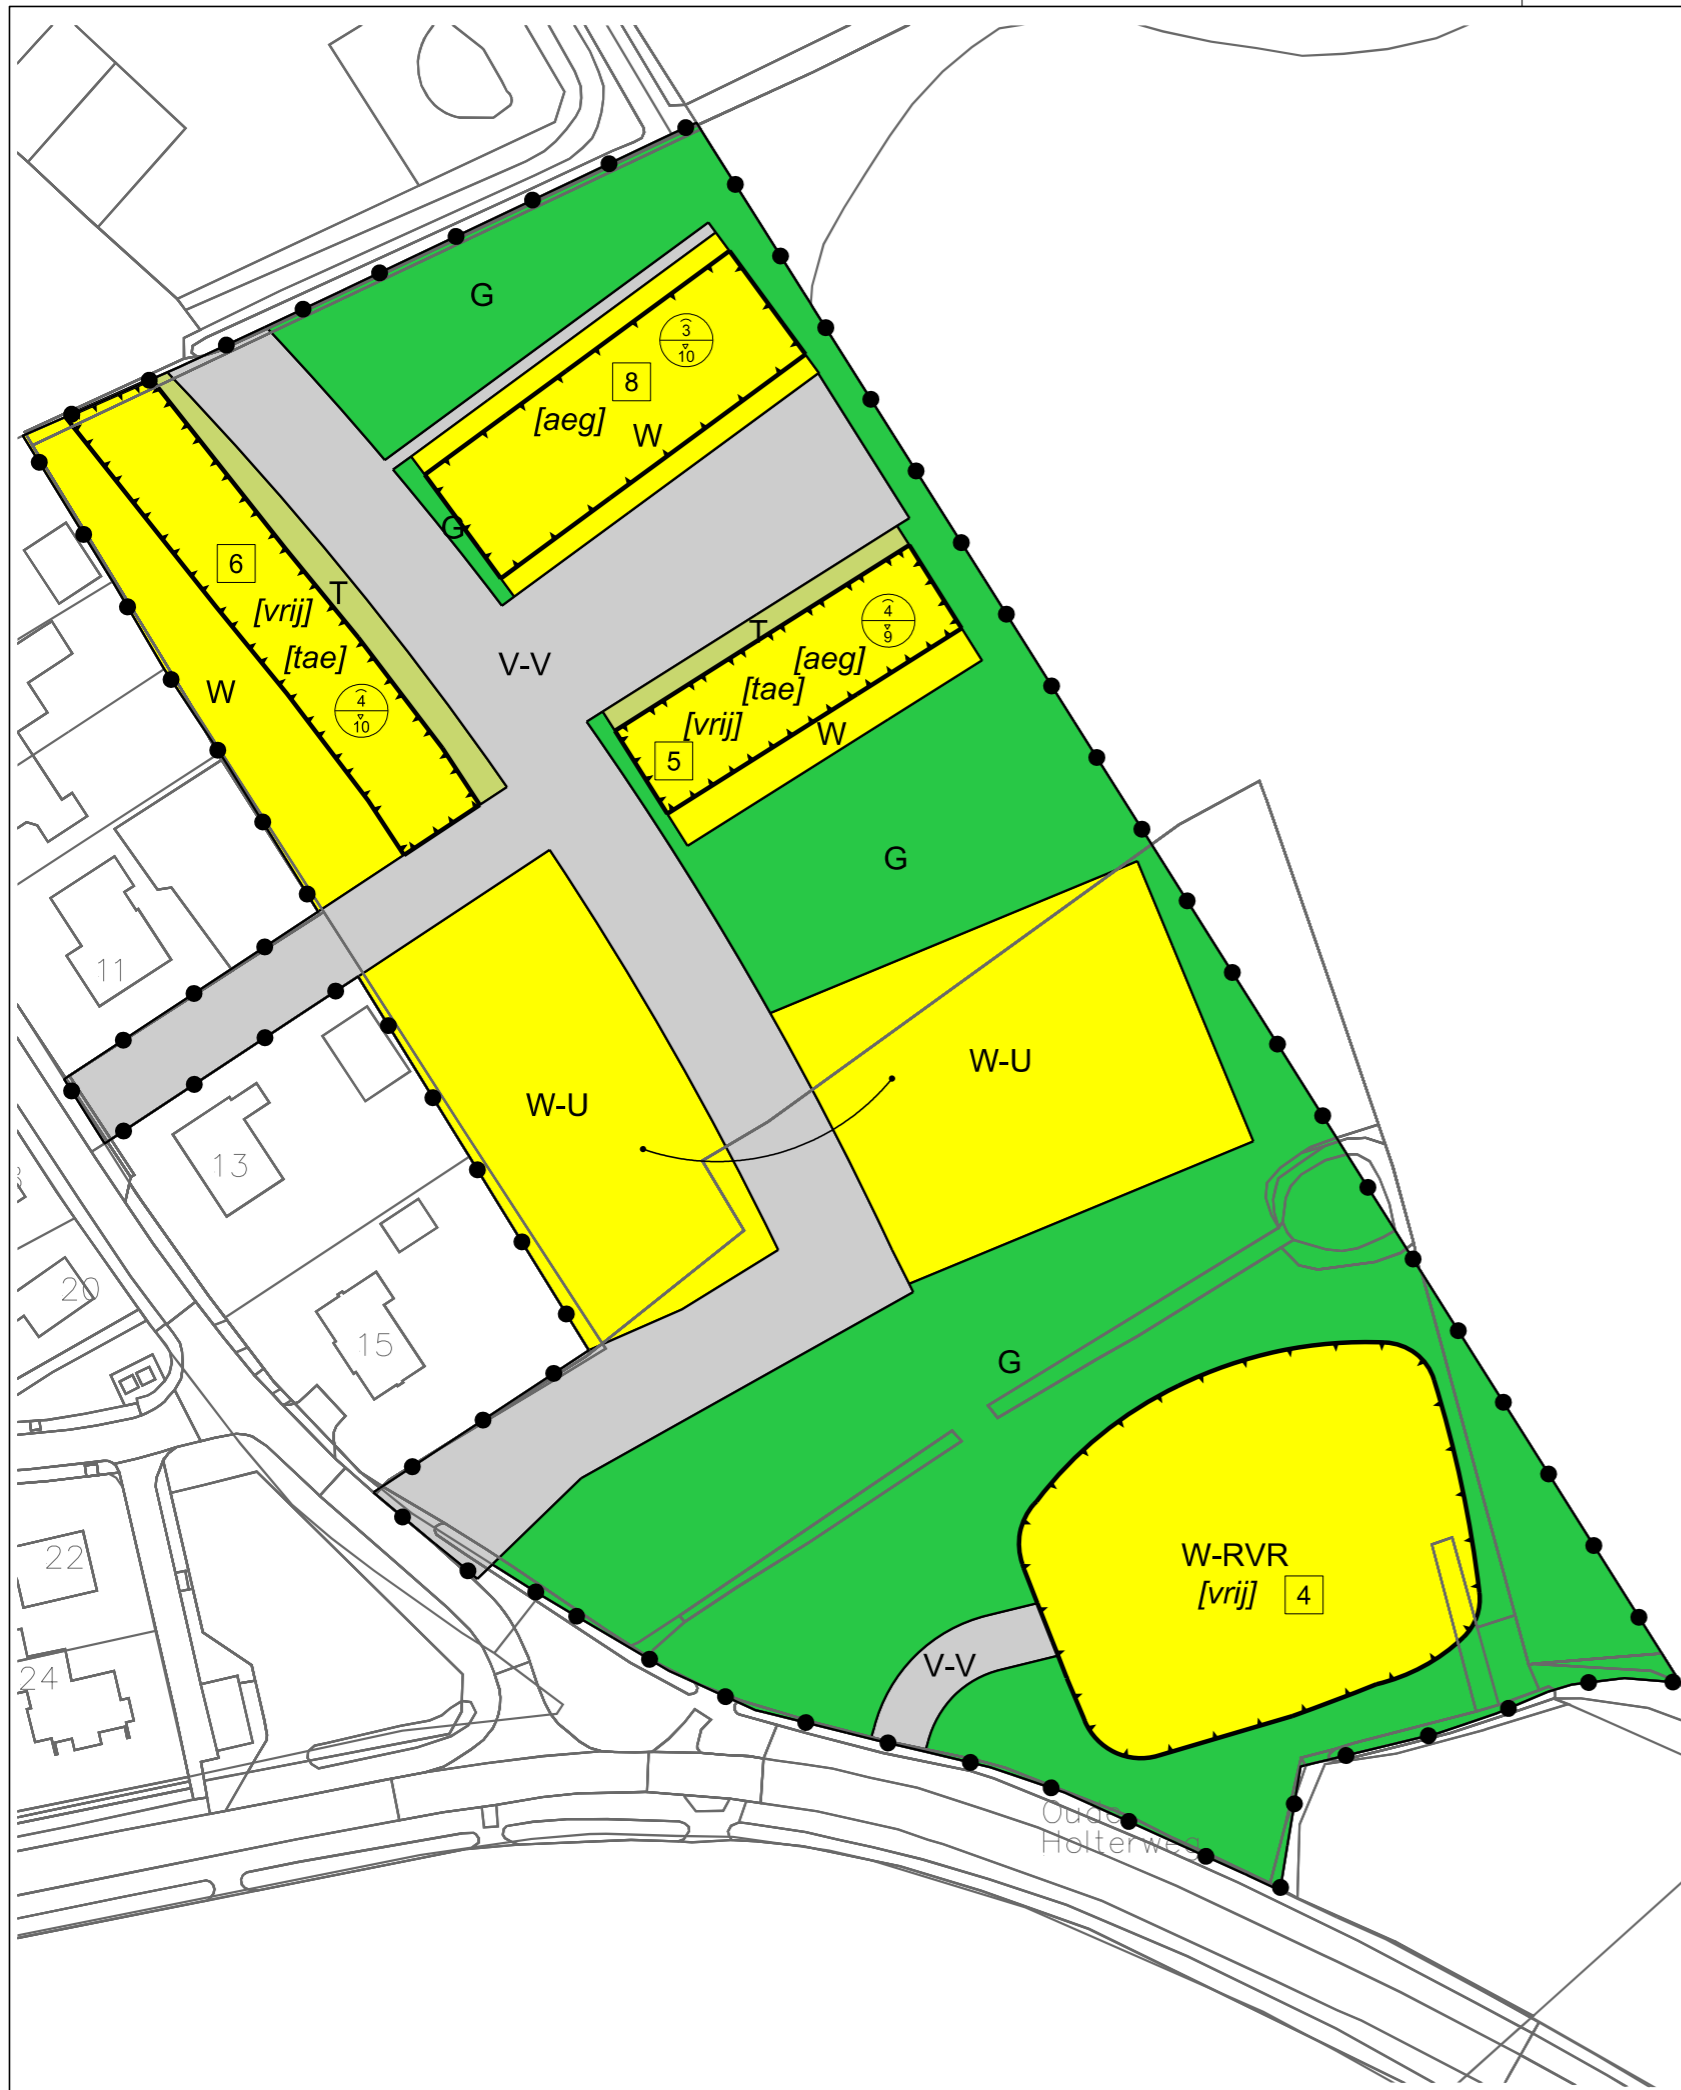 G
3
10
8
[aeg]
W
G
6
[vrij]
T
[tae]
W
4
10
V-V
4
9
T
[aeg]
[tae]
[vrij]
W
5
G
11
W-U
W-U
13
20
15
G
22
W-RVR
[vrij] 4
24
V-V
Oude
Holterweg